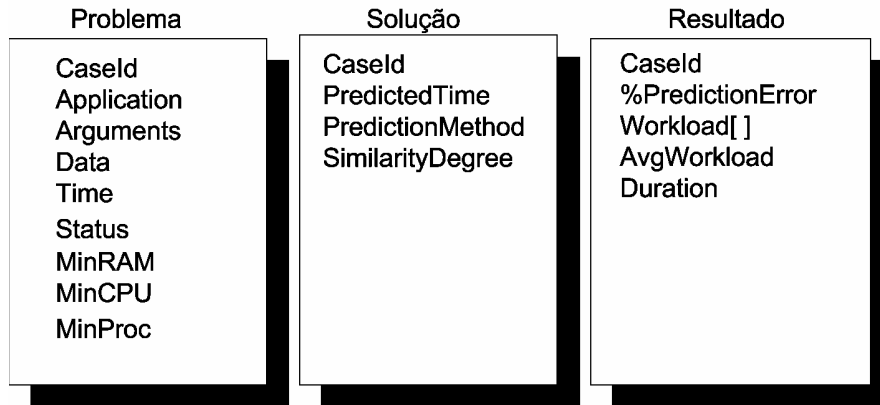 Problema
CaseId
Application
Arguments
Data
Time
Status
MinRAM
MinCPU
MinProc
Solução
CaseId
PredictedTime
PredictionMethod
SimilarityDegree
Resultado
CaseId
%PredictionError
Workload[ ]
AvgWorkload
Duration